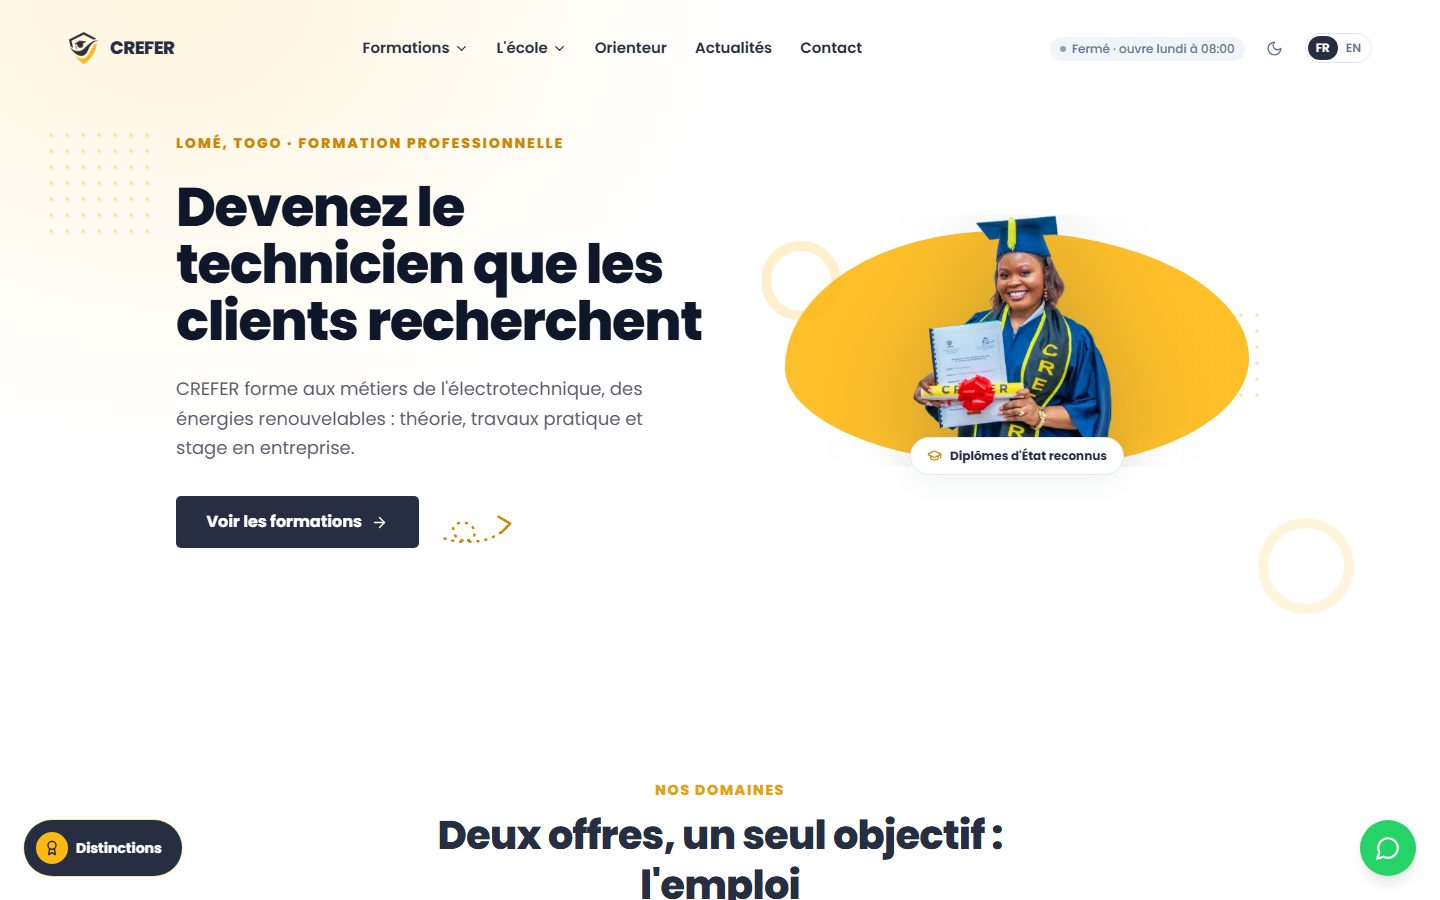 CREFER
Formations
L'école
Orienteur
Actualités
Contact
Fermé · ouvre lundi à 08:00
FR
EN
LOMÉ, TOGO · FORMATION PROFESSIONNELLE
Devenez le
technicien que les
clients recherchent
CREFER forme aux métiers de l'électrotechnique, des
énergies renouvelables : théorie, travaux pratique et
stage en entreprise.
Voir les formations
Diplômes d'État reconnus
NOS DOMAINES
Deux offres, un seul objectif :
l'emploi
Distinctions